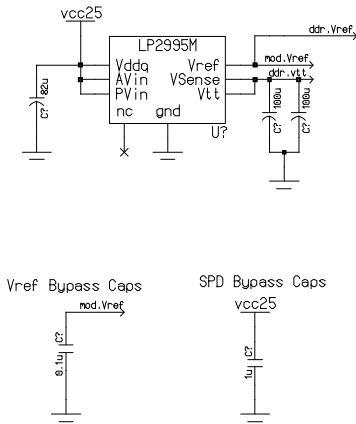 vcc25
LP2995M
ddr.Vref
Vddq
Vref
mod.Vref
AVin
VSense
ddr.vtt
PVin
Vtt
nc
gnd
U?
82u
C?
100u
C?
100u
C?
Vref Bypass Caps
mod.Vref
C?
0.1u
SPD Bypass Caps
vcc25
C?
1u